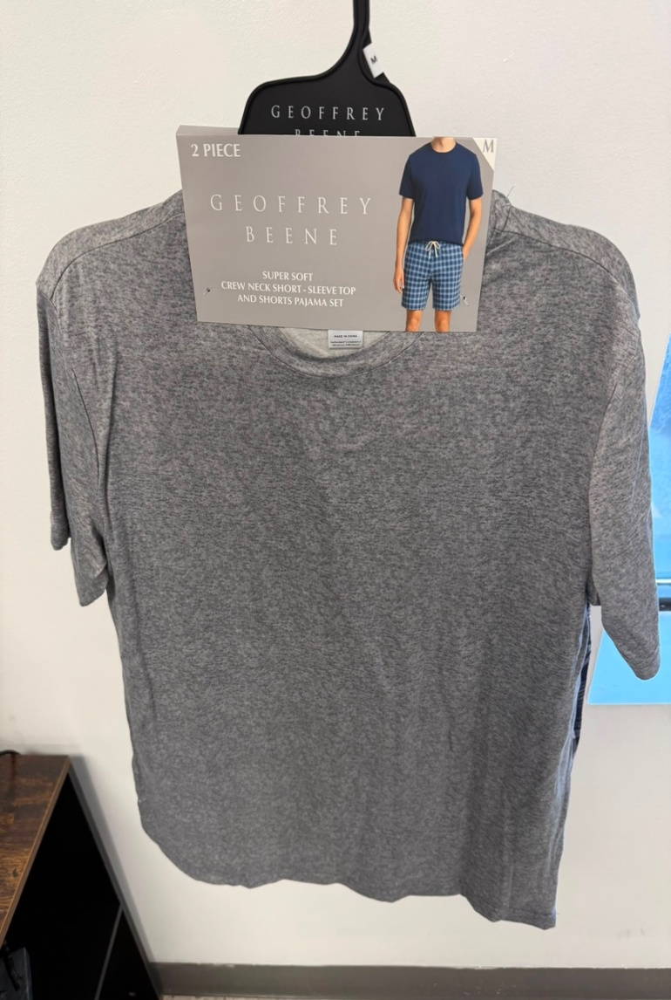 M
GEOFFREY
BEENE
2 PIECE
M
GEOFFREY
BEENE
SUPER SOFT
CREW NECK SHORT-SLEEVE TOP
AND SHORTS PAJAMA SET
MADE IN CHINA